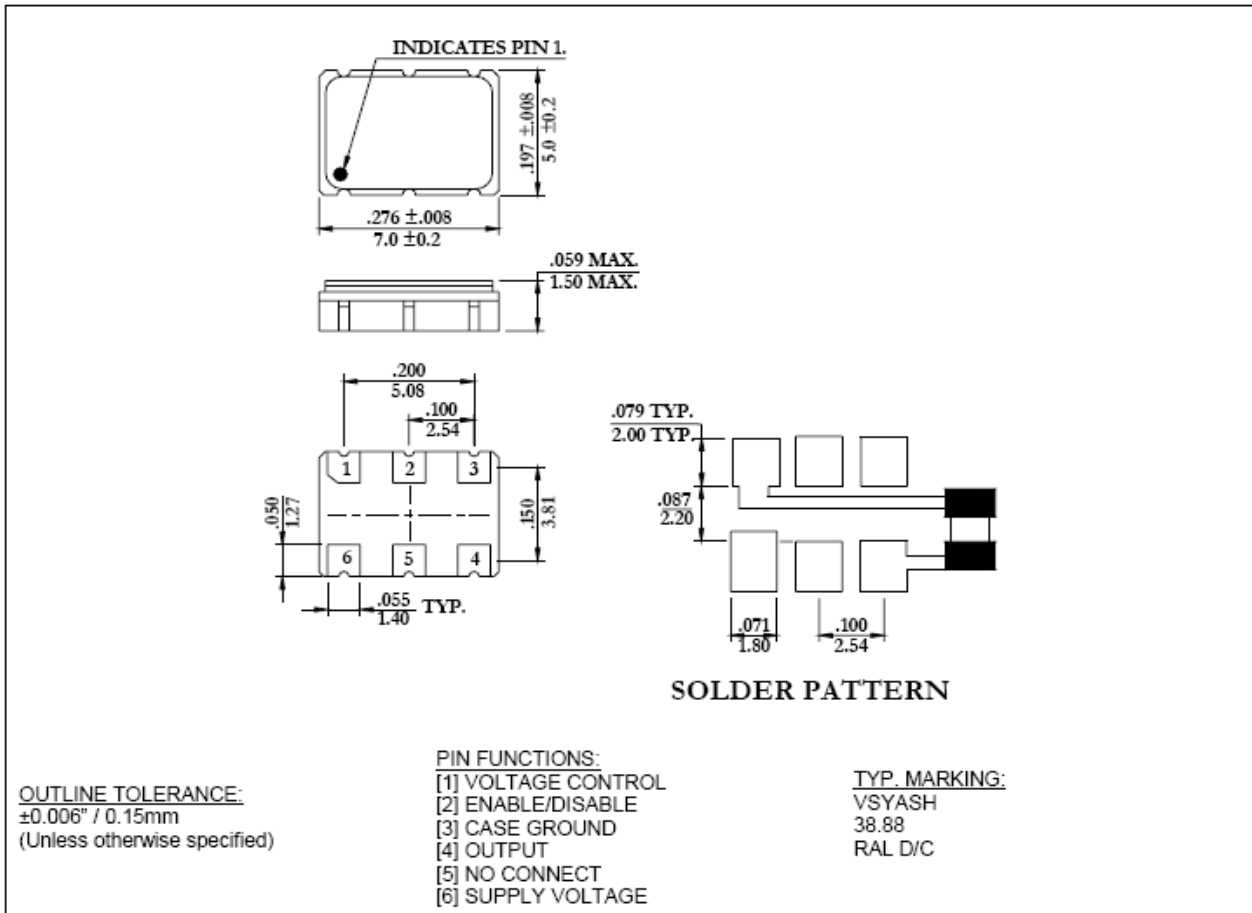 INDICATES PIN 1.
.197 ±.008
5.0 ±0.2
.276 ±.008
7.0 ±0.2
.059 MAX.
1.50 MAX.
.200
5.08
.100
2.54
1
2
3
.150
3.81
.050
1.27
6
5
4
.055
1.40
TYP.
.079 TYP.
2.00 TYP.
.087
2.20
.071
1.80
.100
2.54
SOLDER PATTERN
OUTLINE TOLERANCE:
±0.006" / 0.15mm
(Unless otherwise specified)
PIN FUNCTIONS:
[1] VOLTAGE CONTROL
[2] ENABLE/DISABLE
[3] CASE GROUND
[4] OUTPUT
[5] NO CONNECT
[6] SUPPLY VOLTAGE
TYP. MARKING:
VSYASH
38.88
RAL D/C